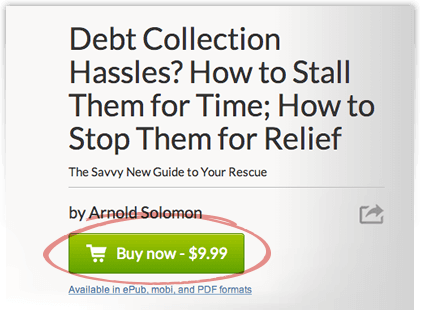 Debt Collection
Hassles? How to Stall
Them for Time; How to
Stop Them for Relief
The Savvy New Guide to Your Rescue
by Arnold Solomon
Buy now - $9.99
Available in ePub, mobi, and PDF formats